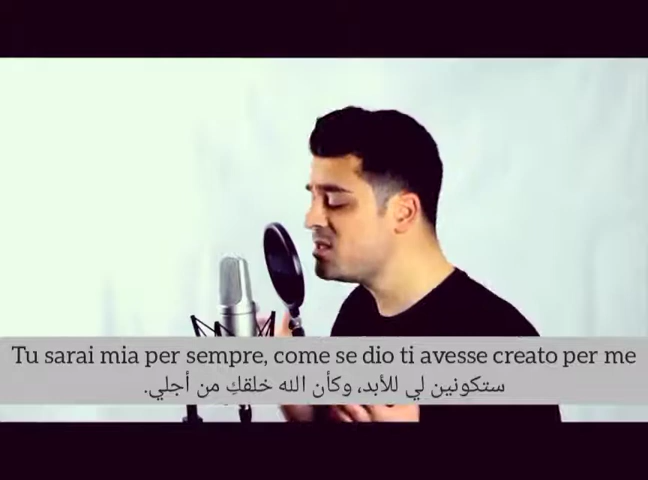 Tu sarai mia per sempre, come se dio ti avesse creato per me
ستكونين لي للأبد، وكأن الله خلقكِ من أجلي.